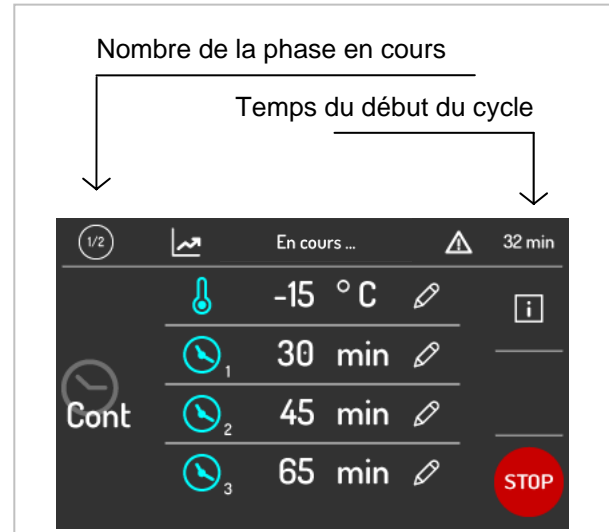 Nombre de la phase en cours
Temps du début du cycle
1/2 En cours ... 32 min
-15 °C
i
1 30 min
Cont
2 45 min
3 65 min
STOP